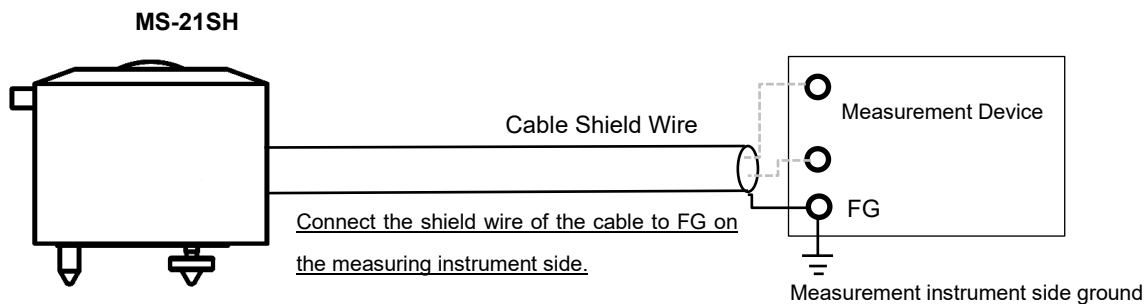 MS-21SH
Cable Shield Wire
Measurement Device
FG
Connect the shield wire of the cable to FG on
the measuring instrument side.
Measurement instrument side ground